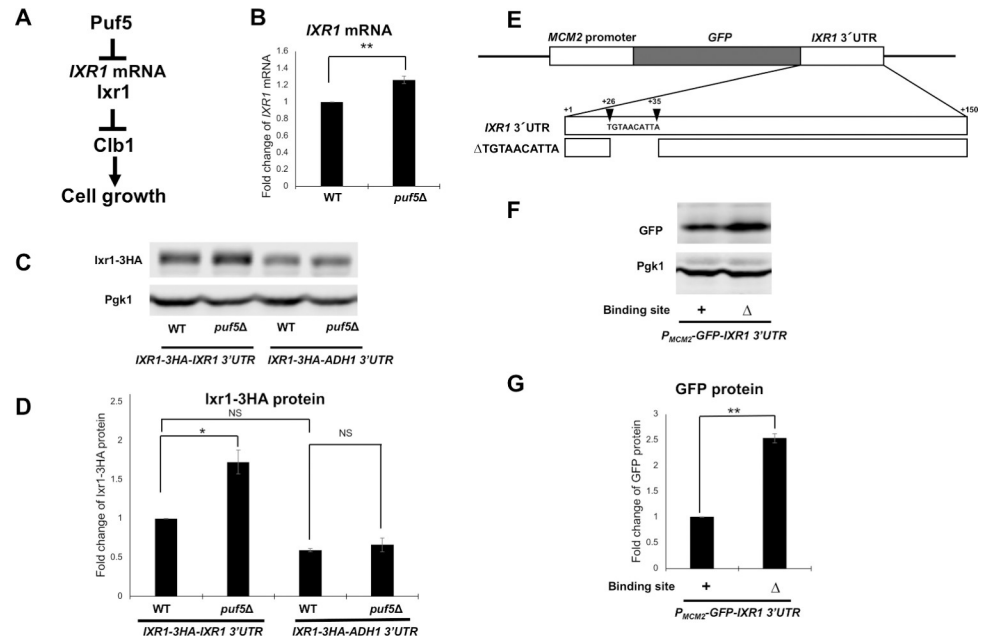 A
Puf5
IXR1 mRNA
Ixr1
Clb1
Cell growth
B
IXR1 mRNA
**
Fold change of IXR1 mRNA
1.6
1.4
1.2
1
0.8
0.6
0.4
0.2
0
WT
puf5Δ
C
Ixr1-3HA
Pgk1
WT
puf5Δ
WT
puf5Δ
IXR1-3HA-IXR1 3'UTR
IXR1-3HA-ADH1 3'UTR
D
Ixr1-3HA protein
NS
*
NS
Fold change of Ixr1-3HA protein
2.5
2
1.5
1
0.5
0
WT
puf5Δ
WT
puf5Δ
IXR1-3HA-IXR1 3'UTR
IXR1-3HA-ADH1 3'UTR
E
MCM2 promoter
GFP
IXR1 3´UTR
+1
+26
+35
+150
IXR1 3´UTR
TGTAACATTA
ΔTGTAACATTA
F
GFP
Pgk1
Binding site
+
Δ
PMCM2-GFP-IXR1 3'UTR
G
GFP protein
**
Fold change of GFP protein
3
2.5
2
1.5
1
0.5
0
Binding site
+
Δ
PMCM2-GFP-IXR1 3'UTR